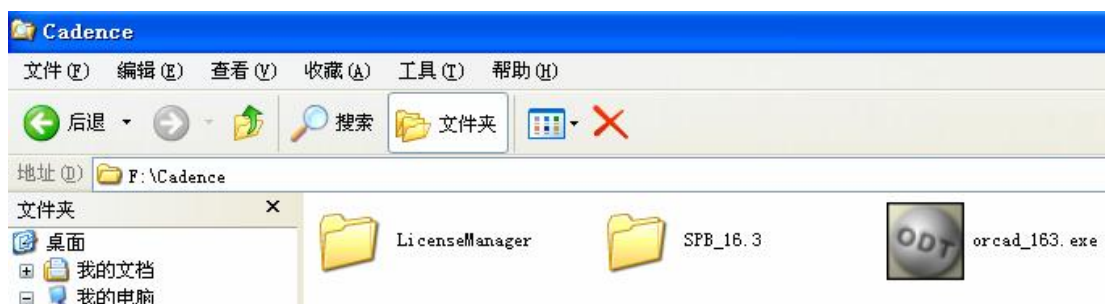 Cadence
文件(F) 编辑(E) 查看(V) 收藏(A) 工具(T) 帮助(H)
后退 搜索 文件夹
地址(D) F:\Cadence
文件夹 ×
桌面
我的文档
我的电脑
LicenseManager SPB_16.3 ODT orcad_163.exe